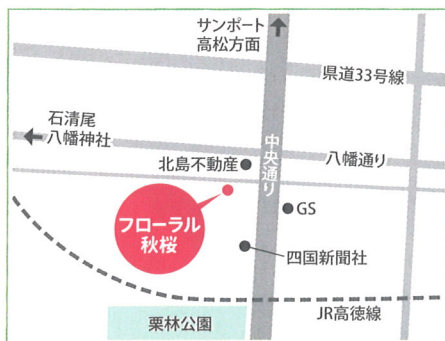 サンポート
高松方面
県道33号線
石清尾
八幡神社
中央通り
八幡通り
北島不動産
フローラル
秋桜
GS
四国新聞社
JR高徳線
栗林公園